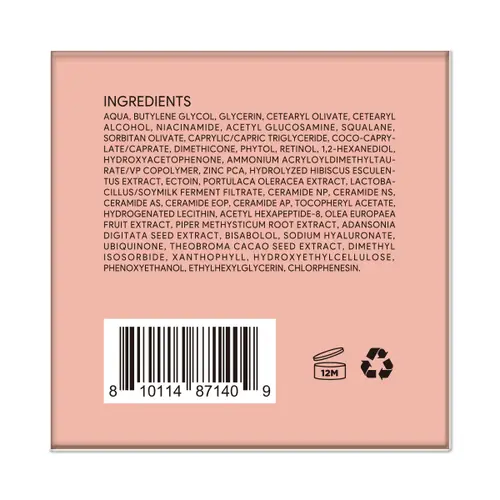 INGREDIENTS
AQUA, BUTYLENE GLYCOL, GLYCERIN, CETEARYL OLIVATE, CETEARYL
ALCOHOL, NIACINAMIDE, ACETYL GLUCOSAMINE, SQUALANE,
SORBITAN OLIVATE, CAPRYLIC/CAPRIC TRIGLYCERIDE, COCO-CAPRY-
LATE/CAPRATE, DIMETHICONE, PHYTOL, RETINOL, 1,2-HEXANEDIOL,
HYDROXYACETOPHENONE, AMMONIUM ACRYLOYLDIMETHYLTAU-
RATE/VP COPOLYMER, ZINC PCA, HYDROLYZED HIBISCUS ESCULEN-
TUS EXTRACT, ECTOIN, PORTULACA OLERACEA EXTRACT, LACTOBA-
CILLUS/SOYMILK FERMENT FILTRATE, CERAMIDE NP, CERAMIDE NS,
CERAMIDE AS, CERAMIDE EOP, CERAMIDE AP, TOCOPHERYL ACETATE,
HYDROGENATED LECITHIN, ACETYL HEXAPEPTIDE-8, OLEA EUROPAEA
FRUIT EXTRACT, PIPER METHYSTICUM ROOT EXTRACT, ADANSONIA
DIGITATA SEED EXTRACT, BISABOLOL, SODIUM HYALURONATE,
UBIQUINONE, THEOBROMA CACAO SEED EXTRACT, DIMETHYL
ISOSORBIDE, XANTHOPHYLL, HYDROXYETHYLCELLULOSE,
PHENOXYETHANOL, ETHYLHEXYLGLYCERIN, CHLORPHENESIN.
8 10114 87140 9
12M